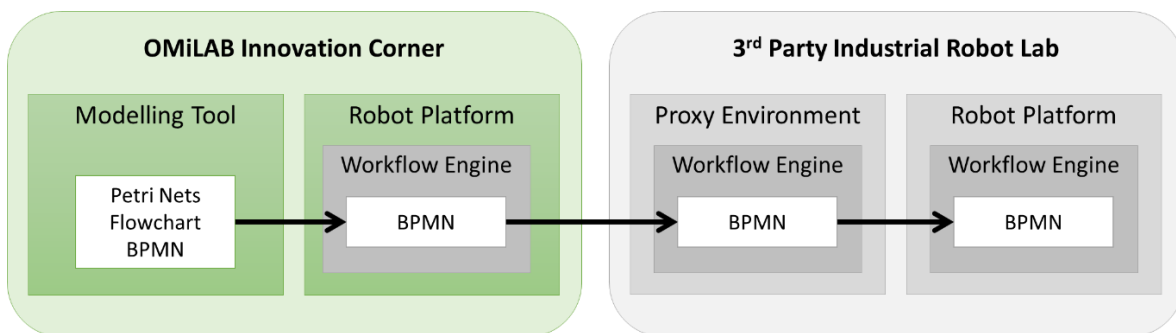 OMiLAB Innovation Corner
Modelling Tool
Petri Nets
Flowchart
BPMN
Robot Platform
Workflow Engine
BPMN
3rd Party Industrial Robot Lab
Proxy Environment
Workflow Engine
BPMN
Robot Platform
Workflow Engine
BPMN